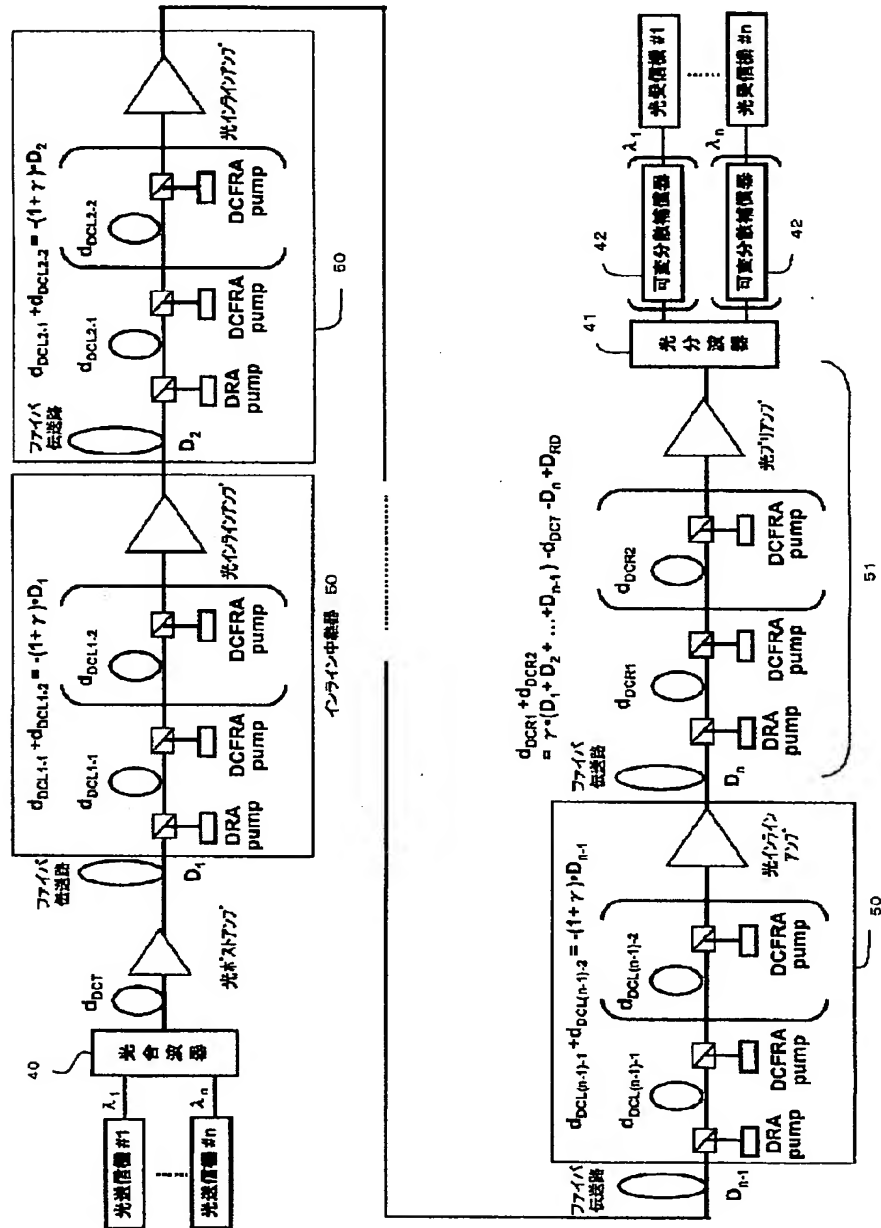 光送信機 #1
光送信機 #n
λ1
λn
40
光合波器
dDCT
光ポストアンプ
ファイバ
伝送路
D1
dDCL1-1 +dDCL1-2 = -(1+γ)*D1
dDCL1-1
dDCL1-2
DRA
pump
DCFRA
pump
DCFRA
pump
光インラインアンプ
インライン中継器 50
ファイバ
伝送路
D2
dDCL2-1 +dDCL2-2 = -(1+γ)*D2
dDCL2-1
dDCL2-2
DRA
pump
DCFRA
pump
DCFRA
pump
光インラインアンプ
50
ファイバ
伝送路
Dn-1
dDCL(n-1)-1 +dDCL(n-1)-2 = -(1+γ)*Dn-1
dDCL(n-1)-1
dDCL(n-1)-2
DRA
pump
DCFRA
pump
DCFRA
pump
光インライン
アンプ
50
ファイバ
伝送路
Dn
dDCR1 +dDCR2
= γ*(D1+D2 + ...+Dn-1) -dDCT -Dn +DRD
dDCR1
dDCR2
DRA
pump
DCFRA
pump
DCFRA
pump
光プリアンプ
51
41
光分波器
42
可変分散補償器
可変分散補償器
42
λ1
λn
光受信機 #1
光受信機 #n